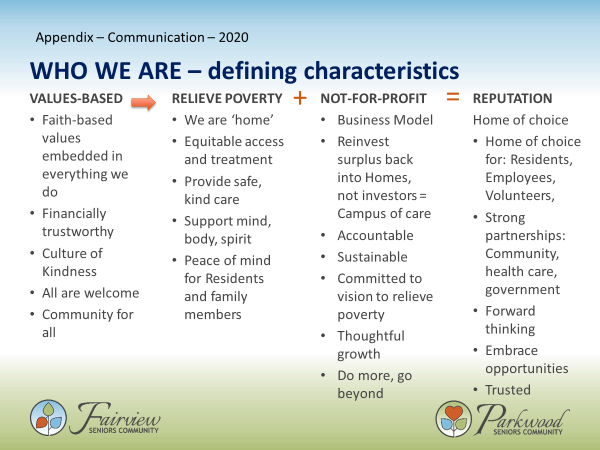 Appendix – Communication – 2020
WHO WE ARE – defining characteristics
VALUES-BASED
• Faith-based
values
embedded in
everything we
do
• Financially
trustworthy
• Culture of
Kindness
• All are welcome
• Community for
all
RELIEVE POVERTY
• We are ‘home’
• Equitable access
and treatment
• Provide safe,
kind care
• Support mind,
body, spirit
• Peace of mind
for Residents
and family
members
+
NOT-FOR-PROFIT
• Business Model
• Reinvest
surplus back
into Homes,
not investors =
Campus of care
• Accountable
• Sustainable
• Committed to
vision to relieve
poverty
• Thoughtful
growth
• Do more, go
beyond
=
REPUTATION
Home of choice
• Home of choice
for: Residents,
Employees,
Volunteers,
• Strong
partnerships:
Community,
health care,
government
• Forward
thinking
• Embrace
opportunities
• Trusted
Fairview
SENIORS COMMUNITY
Parkwood
SENIORS COMMUNITY